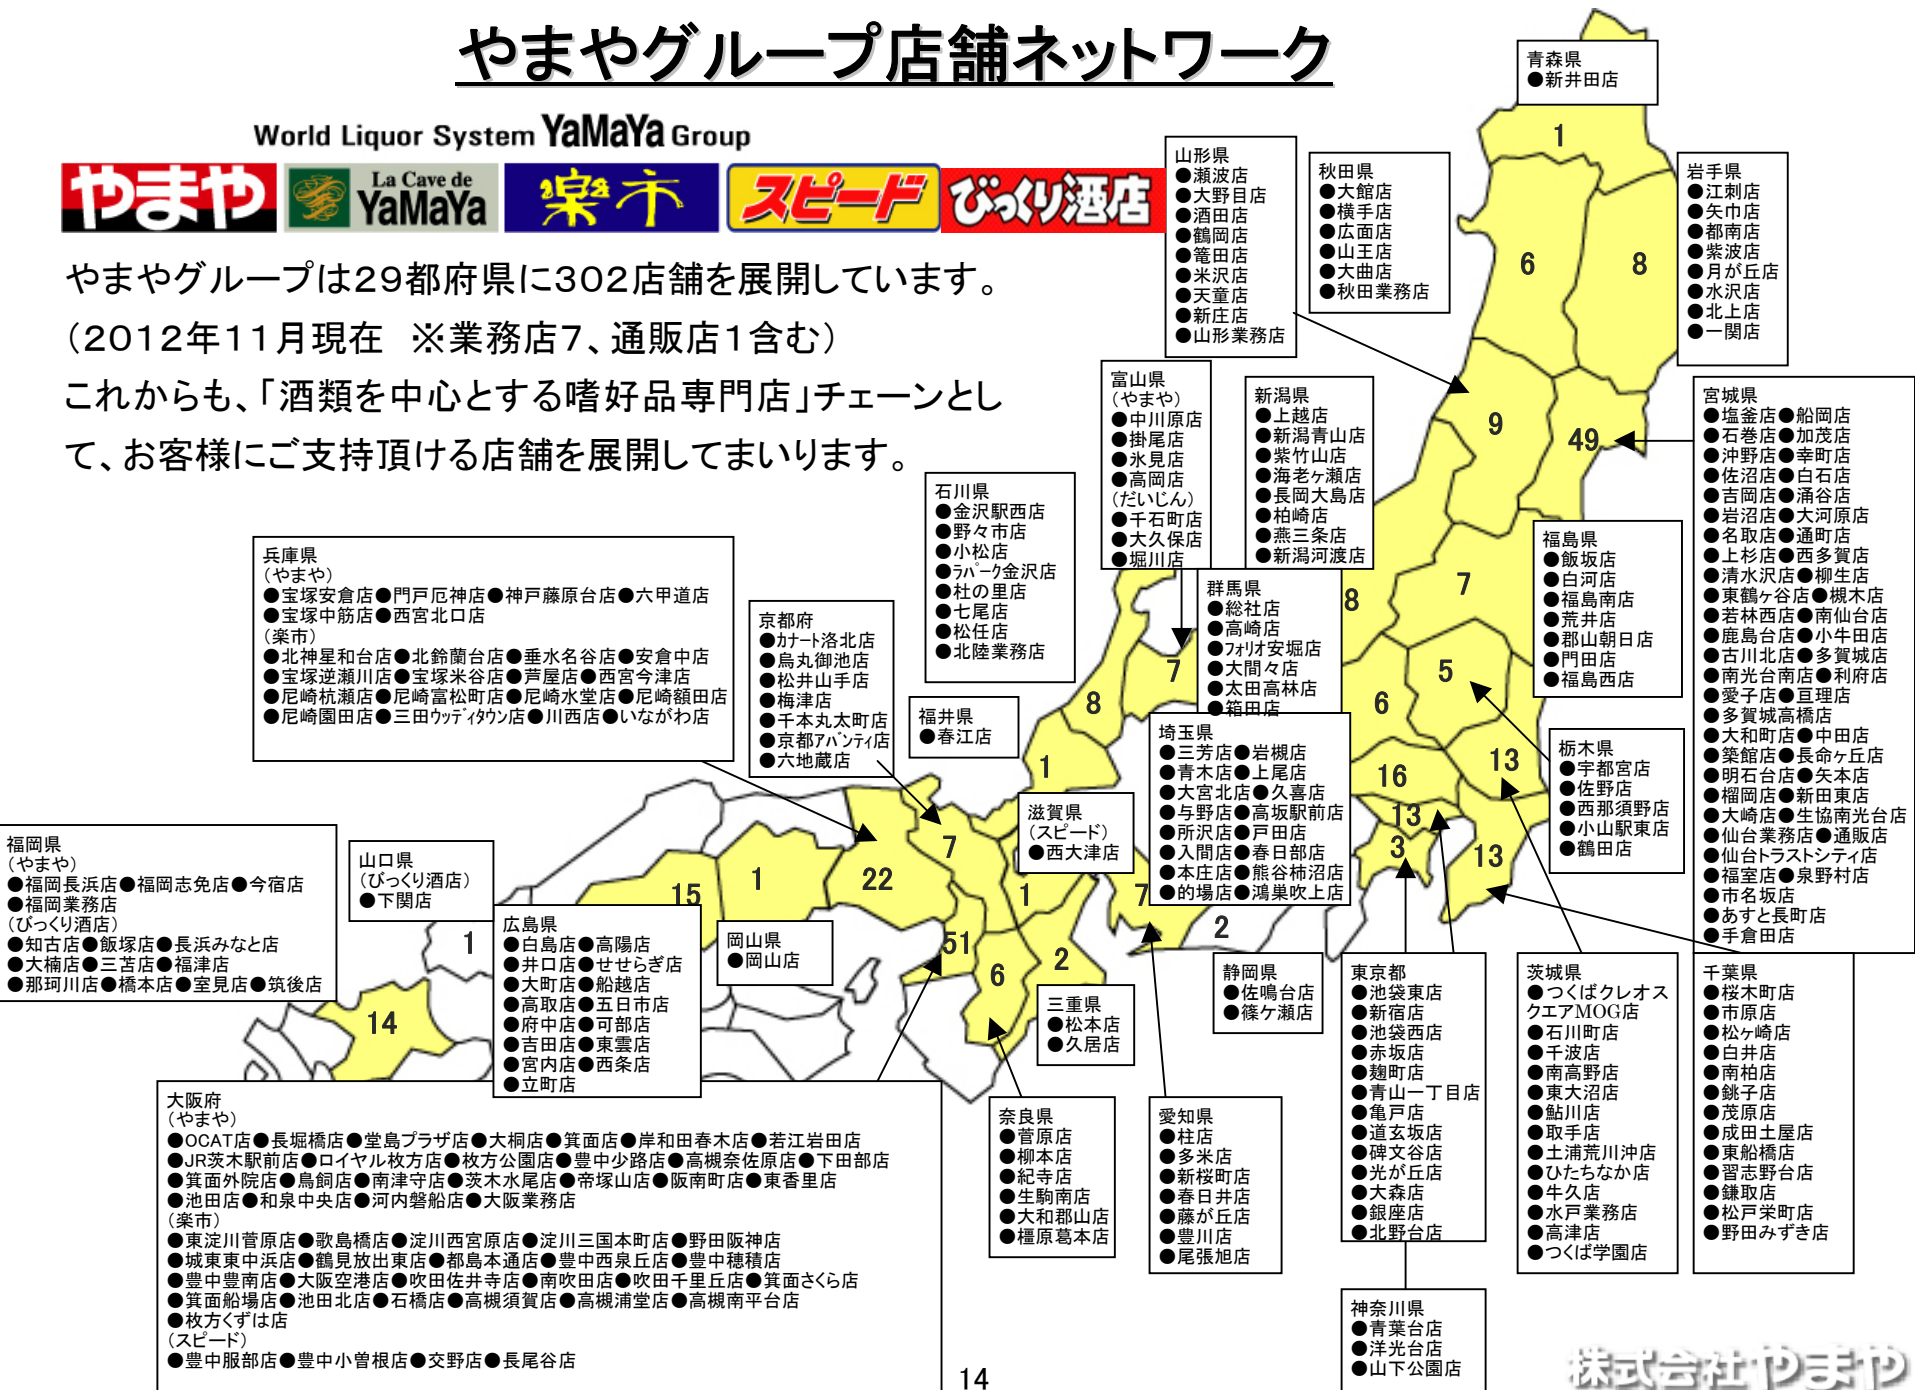 やまやグループ店舗ネットワーク
World Liquor System YaMaYa Group
やまや
La Cave de
YaMaYa
楽市
スピード
びっくり酒店
やまやグループは29都府県に302店舗を展開しています。
（2012年11月現在　※業務店7、通販店1含む）
これからも、「酒類を中心とする嗜好品専門店」チェーンとし
て、お客様にご支持頂ける店舗を展開してまいります。
青森県
●新井田店
1
山形県
●瀬波店
●大野目店
●酒田店
●鶴岡店
●篭田店
●米沢店
●天童店
●新庄店
●山形業務店
秋田県
●大館店
●横手店
●広面店
●山王店
●大曲店
●秋田業務店
6
8
岩手県
●江刺店
●矢巾店
●都南店
●紫波店
●月が丘店
●水沢店
●北上店
●一関店
富山県
（やまや）
●中川原店
●掛尾店
●氷見店
●高岡店
（だいじん）
●千石町店
●大久保店
●堀川店
新潟県
●上越店
●新潟青山店
●紫竹山店
●海老ヶ瀬店
●長岡大島店
●柏崎店
●燕三条店
●新潟河渡店
9
49
宮城県
●塩釜店●船岡店
●石巻店●加茂店
●沖野店●幸町店
●佐沼店●白石店
●吉岡店●涌谷店
●岩沼店●大河原店
●名取店●通町店
●上杉店●西多賀店
●清水沢店●柳生店
●東鶴ヶ谷店●槻木店
●若林西店●南仙台店
●鹿島台店●小牛田店
●古川北店●多賀城店
●南光台南店●利府店
●愛子店●亘理店
●多賀城高橋店
●大和町店●中田店
●築館店●長命ヶ丘店
●明石台店●矢本店
●榴岡店●新田東店
●大崎店●生協南光台店
●仙台業務店●通販店
●仙台トラストシティ店
●福室店●泉野村店
●市名坂店
●あすと長町店
●手倉田店
石川県
●金沢駅西店
●野々市店
●小松店
●ﾗﾊﾟｰｸ金沢店
●杜の里店
●七尾店
●松任店
●北陸業務店
福島県
●飯坂店
●白河店
●福島南店
●荒井店
●郡山朝日店
●門田店
●福島西店
兵庫県
（やまや）
●宝塚安倉店●門戸厄神店●神戸藤原台店●六甲道店
●宝塚中筋店●西宮北口店
（楽市）
●北神星和台店●北鈴蘭台店●垂水名谷店●安倉中店
●宝塚逆瀬川店●宝塚米谷店●芦屋店●西宮今津店
●尼崎杭瀬店●尼崎富松町店●尼崎水堂店●尼崎額田店
●尼崎園田店●三田ｳｯﾃﾞｨﾀｳﾝ店●川西店●いながわ店
京都府
●ｶﾅｰﾄ洛北店
●烏丸御池店
●松井山手店
●梅津店
●千本丸太町店
●京都ｱﾊﾞﾝﾃｨ店
●六地蔵店
群馬県
●総社店
●高崎店
●ﾌｫﾘｵ安堀店
●大間々店
●太田高林店
●箱田店
8
7
7
5
8
6
福井県
●春江店
埼玉県
●三芳店●岩槻店
●青木店●上尾店
●大宮北店●久喜店
●与野店●高坂駅前店
●所沢店●戸田店
●入間店●春日部店
●本庄店●熊谷柿沼店
●的場店●鴻巣吹上店
1
16
13
栃木県
●宇都宮店
●佐野店
●西那須野店
●小山駅東店
●鶴田店
滋賀県
（スピード）
●西大津店
13
3
13
福岡県
（やまや）
●福岡長浜店●福岡志免店●今宿店
●福岡業務店
（びっくり酒店）
●知古店●飯塚店●長浜みなと店
●大楠店●三苫店●福津店
●那珂川店●橋本店●室見店●筑後店
山口県
（びっくり酒店）
●下関店
7
15
1
22
1
7
広島県
●白島店●高陽店
●井口店●せせらぎ店
●大町店●船越店
●高取店●五日市店
●府中店●可部店
●吉田店●東雲店
●宮内店●西条店
●立町店
岡山県
●岡山店
1
51
6
2
2
14
三重県
●松本店
●久居店
静岡県
●佐鳴台店
●篠ケ瀬店
東京都
●池袋東店
●新宿店
●池袋西店
●赤坂店
●麹町店
●青山一丁目店
●亀戸店
●道玄坂店
●碑文谷店
●光が丘店
●大森店
●銀座店
●北野台店
茨城県
●つくばクレオス
クエアMOG店
●石川町店
●千波店
●南高野店
●東大沼店
●鮎川店
●取手店
●土浦荒川沖店
●ひたちなか店
●牛久店
●水戸業務店
●高津店
●つくば学園店
千葉県
●桜木町店
●市原店
●松ヶ崎店
●白井店
●南柏店
●銚子店
●茂原店
●成田土屋店
●東船橋店
●習志野台店
●鎌取店
●松戸栄町店
●野田みずき店
大阪府
（やまや）
●OCAT店●長堀橋店●堂島プラザ店●大桐店●箕面店●岸和田春木店●若江岩田店
●JR茨木駅前店●ロイヤル枚方店●枚方公園店●豊中少路店●高槻奈佐原店●下田部店
●箕面外院店●鳥飼店●南津守店●茨木水尾店●帝塚山店●阪南町店●東香里店
●池田店●和泉中央店●河内磐船店●大阪業務店
（楽市）
●東淀川菅原店●歌島橋店●淀川西宮原店●淀川三国本町店●野田阪神店
●城東東中浜店●鶴見放出東店●都島本通店●豊中西泉丘店●豊中穂積店
●豊中豊南店●大阪空港店●吹田佐井寺店●南吹田店●吹田千里丘店●箕面さくら店
●箕面船場店●池田北店●石橋店●高槻須賀店●高槻浦堂店●高槻南平台店
●枚方くずは店
（スピード）
●豊中服部店●豊中小曽根店●交野店●長尾谷店
奈良県
●菅原店
●柳本店
●紀寺店
●生駒南店
●大和郡山店
●橿原葛本店
愛知県
●柱店
●多米店
●新桜町店
●春日井店
●藤が丘店
●豊川店
●尾張旭店
神奈川県
●青葉台店
●洋光台店
●山下公園店
14
株式会社やまや